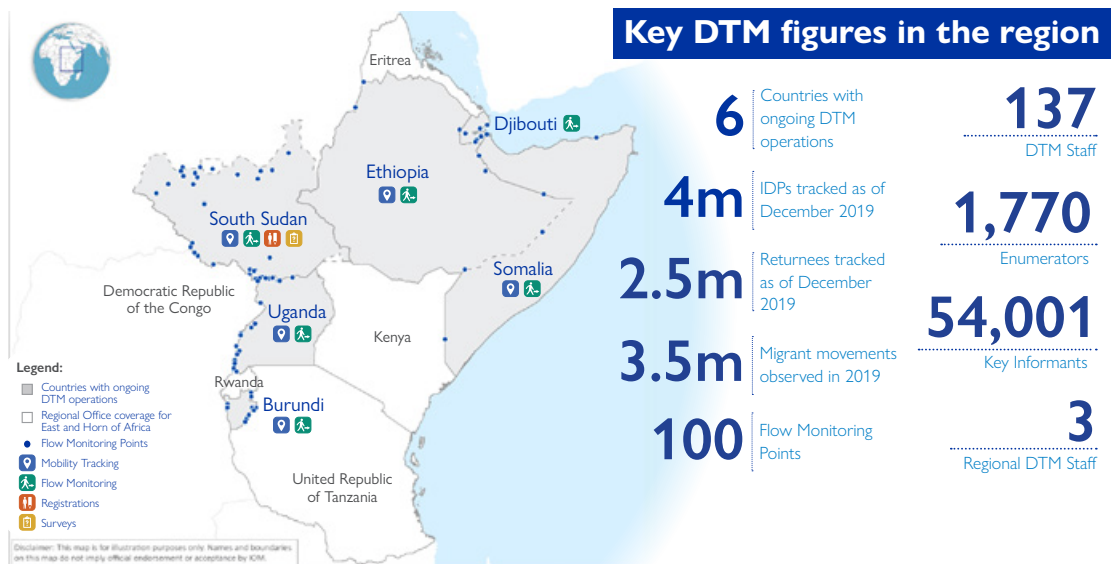 Key DTM figures in the region
Eritrea
Djibouti
Ethiopia
South Sudan
Somalia
Democratic Republic
of the Congo
Uganda
Kenya
Rwanda
Burundi
United Republic
of Tanzania
Legend:
Countries with ongoing
DTM operations
Regional Office coverage for
East and Horn of Africa
Flow Monitoring Points
Mobility Tracking
Flow Monitoring
Registrations
Surveys
Disclaimer: This map is for illustration purposes only. Names and boundaries
on this map do not imply official endorsement or acceptance by IOM.
6
Countries with
ongoing DTM
operations
4m
IDPs tracked as of
December 2019
2.5m
Returnees tracked
as of December
2019
3.5m
Migrant movements
observed in 2019
100
Flow Monitoring
Points
137
DTM Staff
1,770
Enumerators
54,001
Key Informants
3
Regional DTM Staff